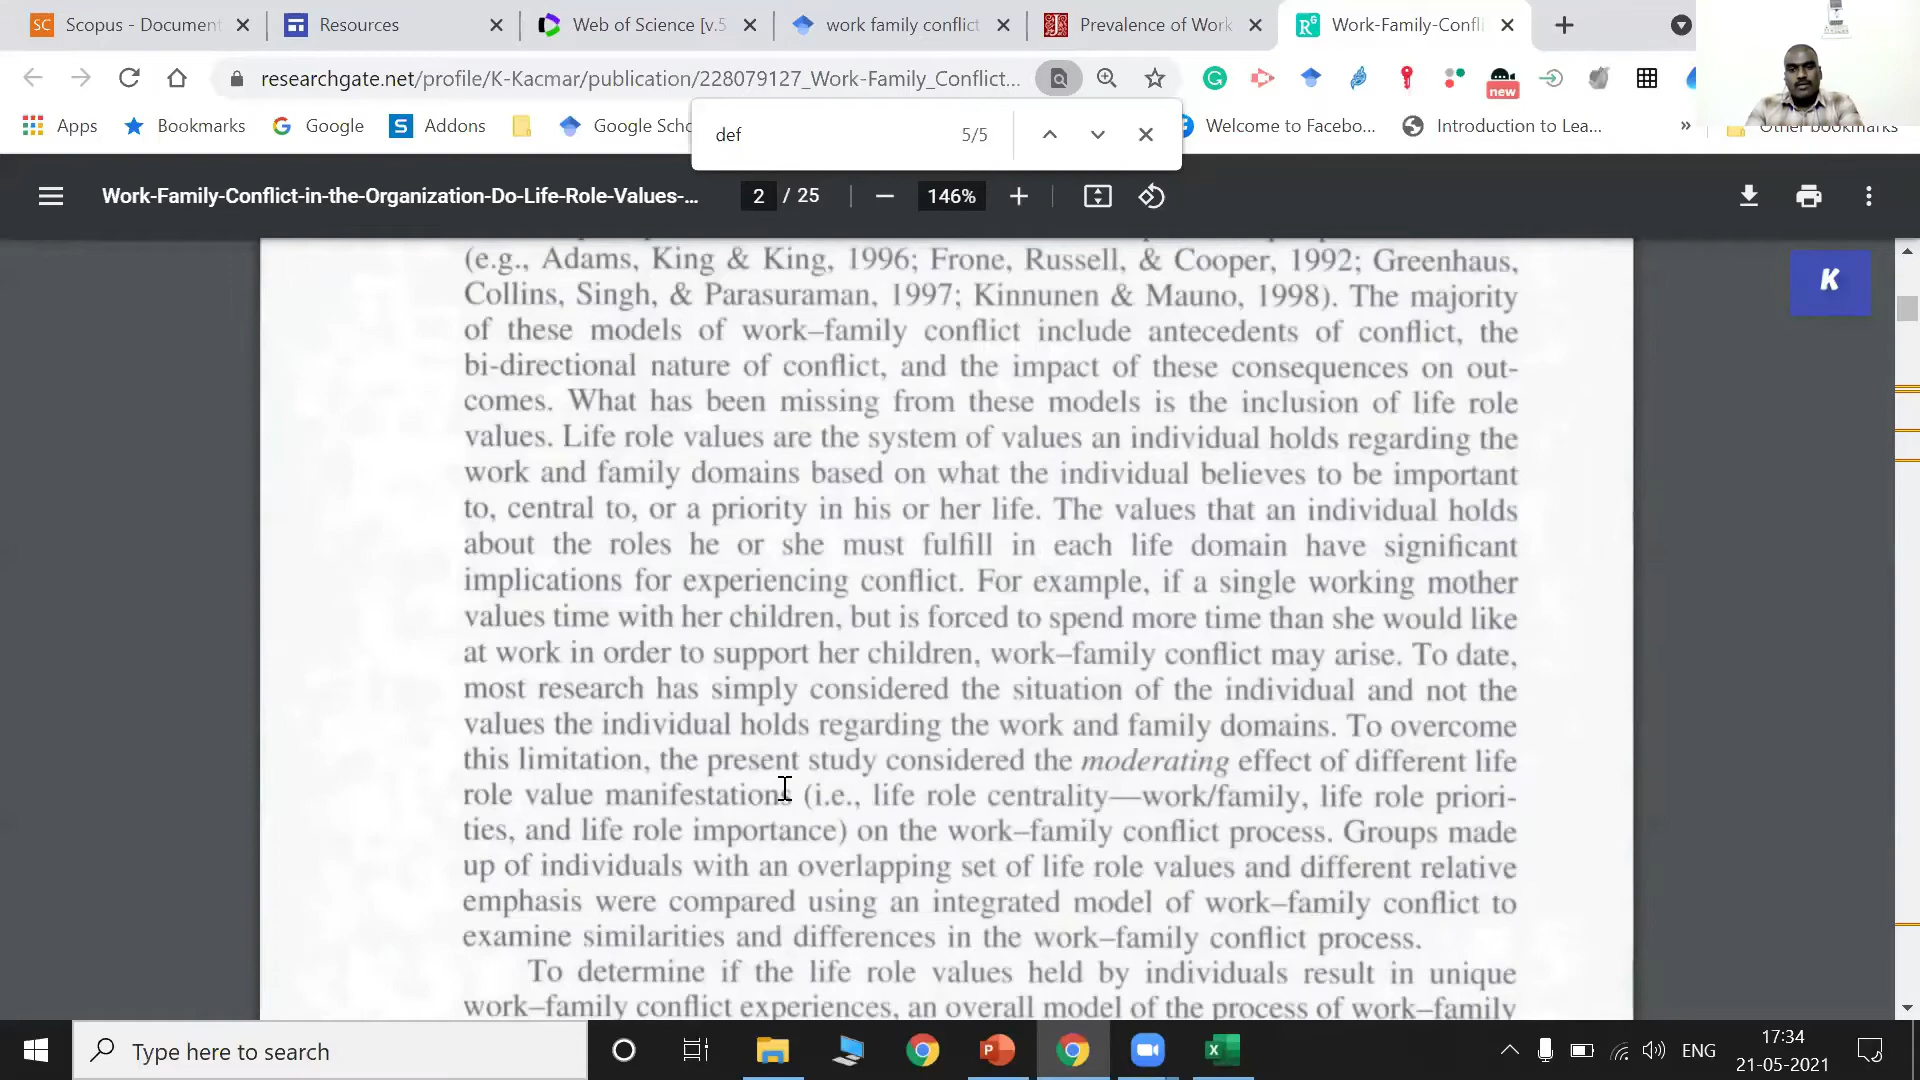 Scopus - Document
Resources
Web of Science [v.5
work family conflict
Prevalence of Work
Work-Family-Confli
researchgate.net/profile/K-Kacmar/publication/228079127_Work-Family_Conflict...
new
Apps
Bookmarks
Google
Addons
Google Scho
Welcome to Facebo...
Introduction to Lea...
»
Other bookmarks
def
5/5
Work-Family-Conflict-in-the-Organization-Do-Life-Role-Values-...
2 / 25
146%
K
(e.g., Adams, King & King, 1996; Frone, Russell, & Cooper, 1992; Greenhaus,
Collins, Singh, & Parasuraman, 1997; Kinnunen & Mauno, 1998). The majority
of these models of work–family conflict include antecedents of conflict, the
bi-directional nature of conflict, and the impact of these consequences on out-
comes. What has been missing from these models is the inclusion of life role
values. Life role values are the system of values an individual holds regarding the
work and family domains based on what the individual believes to be important
to, central to, or a priority in his or her life. The values that an individual holds
about the roles he or she must fulfill in each life domain have significant
implications for experiencing conflict. For example, if a single working mother
values time with her children, but is forced to spend more time than she would like
at work in order to support her children, work–family conflict may arise. To date,
most research has simply considered the situation of the individual and not the
values the individual holds regarding the work and family domains. To overcome
this limitation, the present study considered the moderating effect of different life
role value manifestations (i.e., life role centrality—work/family, life role priori-
ties, and life role importance) on the work–family conflict process. Groups made
up of individuals with an overlapping set of life role values and different relative
emphasis were compared using an integrated model of work–family conflict to
examine similarities and differences in the work–family conflict process.
To determine if the life role values held by individuals result in unique
work–family conflict experiences, an overall model of the process of work–family
Type here to search
ENG
17:34
21-05-2021